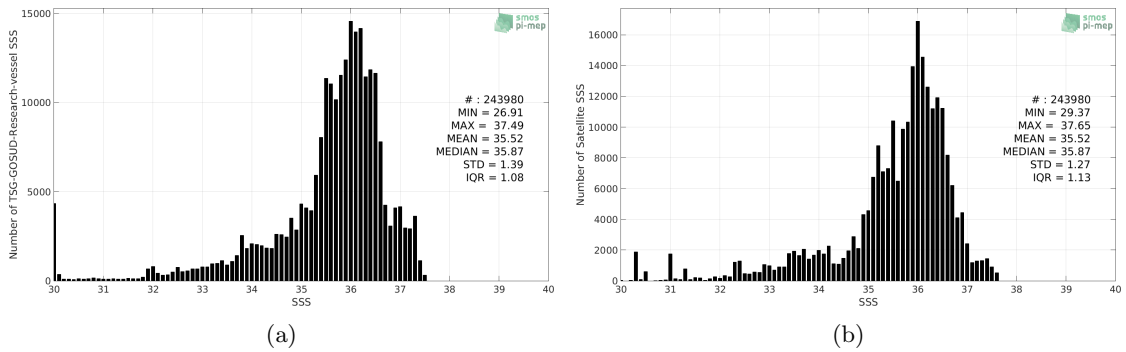 15000
10000
5000
0
Number of TSG-GOSUD-Research-vessel SSS
30 31 32 33 34 35 36 37 38 39 40
SSS
smos
pi-mep
# : 243980
MIN = 26.91
MAX = 37.49
MEAN = 35.52
MEDIAN = 35.87
STD = 1.39
IQR = 1.08
(a)
16000
14000
12000
10000
8000
6000
4000
2000
0
Number of Satellite SSS
30 31 32 33 34 35 36 37 38 39 40
SSS
smos
pi-mep
# : 243980
MIN = 29.37
MAX = 37.65
MEAN = 35.52
MEDIAN = 35.87
STD = 1.27
IQR = 1.13
(b)